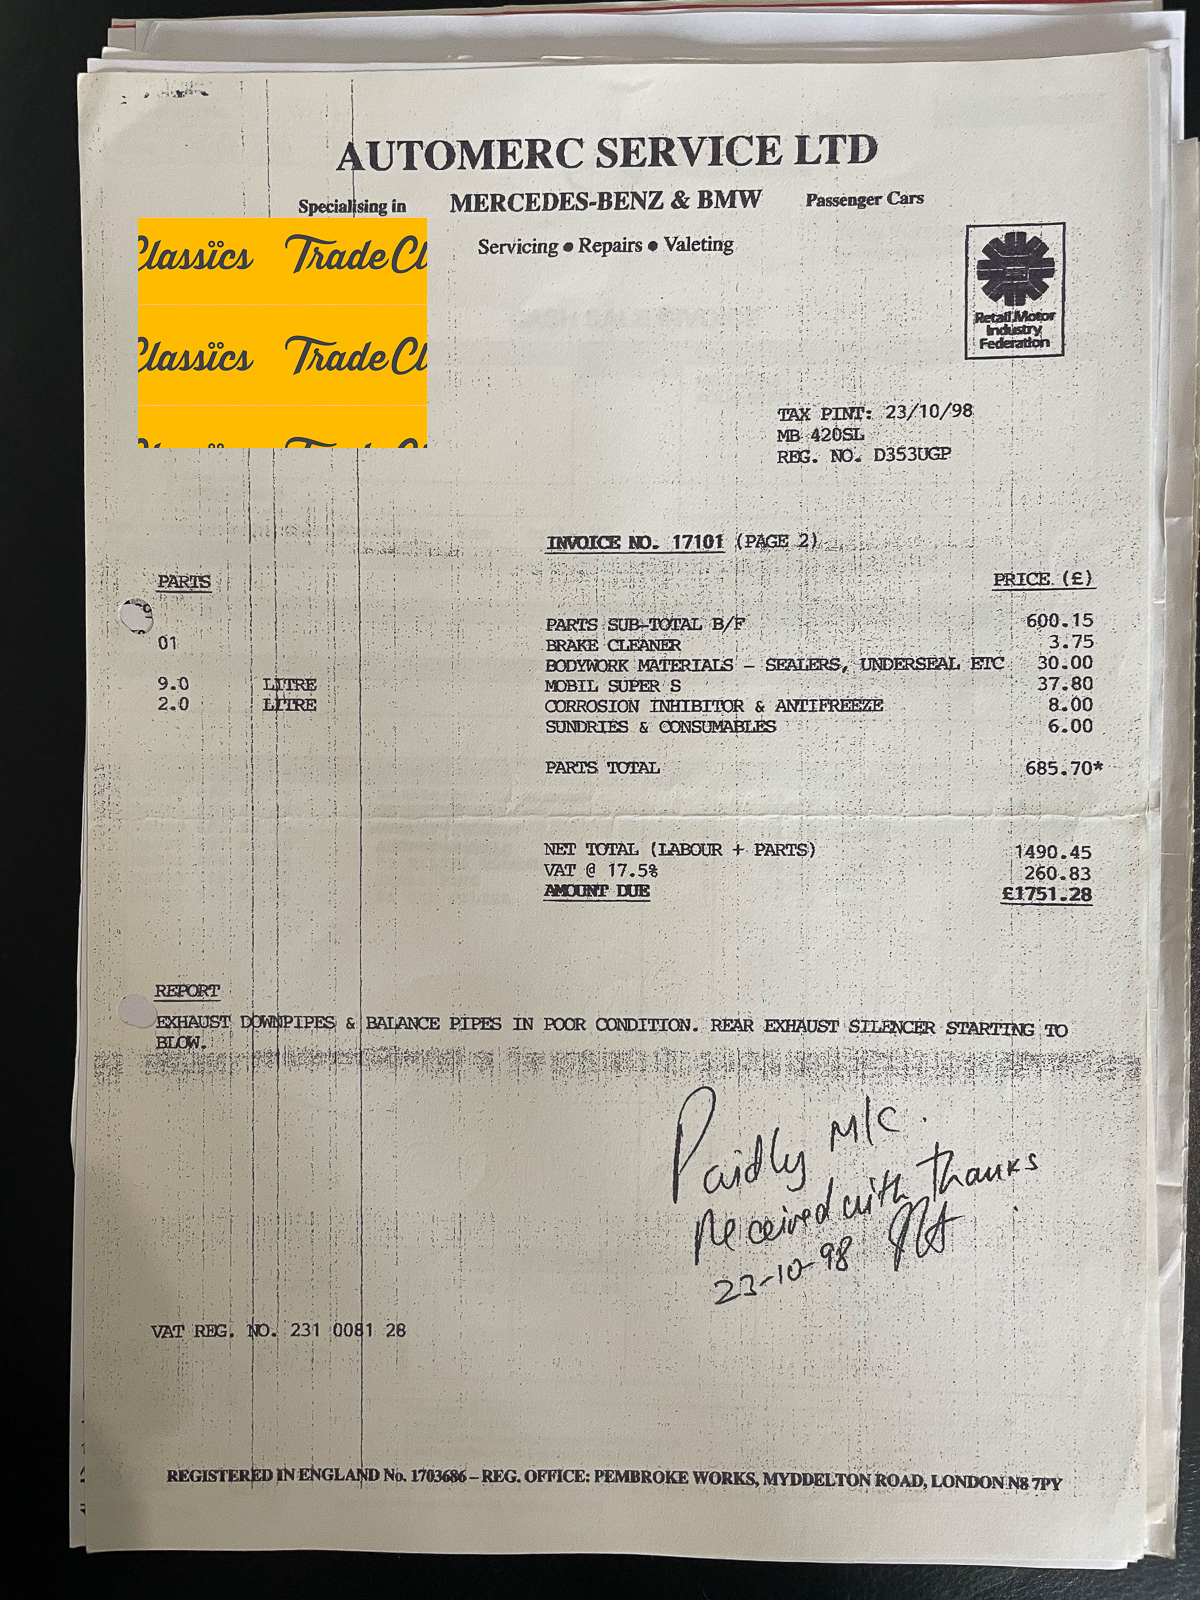 AUTOMERC SERVICE LTD
Specialising in MERCEDES-BENZ & BMW Passenger Cars
Servicing ● Repairs ● Valeting
Classics Trade Cl
Classics Trade Cl
Retail Motor
Industry
Federation
TAX PINT: 23/10/98
MB 420SL
REG. NO. D353UGP
INVOICE NO. 17101 (PAGE 2)
PARTS PRICE (£)
PARTS SUB-TOTAL B/F 600.15
01 BRAKE CLEANER 3.75
BODYWORK MATERIALS - SEALERS, UNDERSEAL ETC 30.00
9.0 LITRE MOBIL SUPER S 37.80
2.0 LITRE CORROSION INHIBITOR & ANTIFREEZE 8.00
SUNDRIES & CONSUMABLES 6.00
PARTS TOTAL 685.70*
NET TOTAL (LABOUR + PARTS) 1490.45
VAT @ 17.5% 260.83
AMOUNT DUE £1751.28
REPORT
EXHAUST DOWNPIPES & BALANCE PIPES IN POOR CONDITION. REAR EXHAUST SILENCER STARTING TO
BLOW.
Paid by M/C.
Received with thanks
23-10-98
VAT REG. NO. 231 0081 28
REGISTERED IN ENGLAND No. 1703686 – REG. OFFICE: PEMBROKE WORKS, MYDDELTON ROAD, LONDON N8 7PY